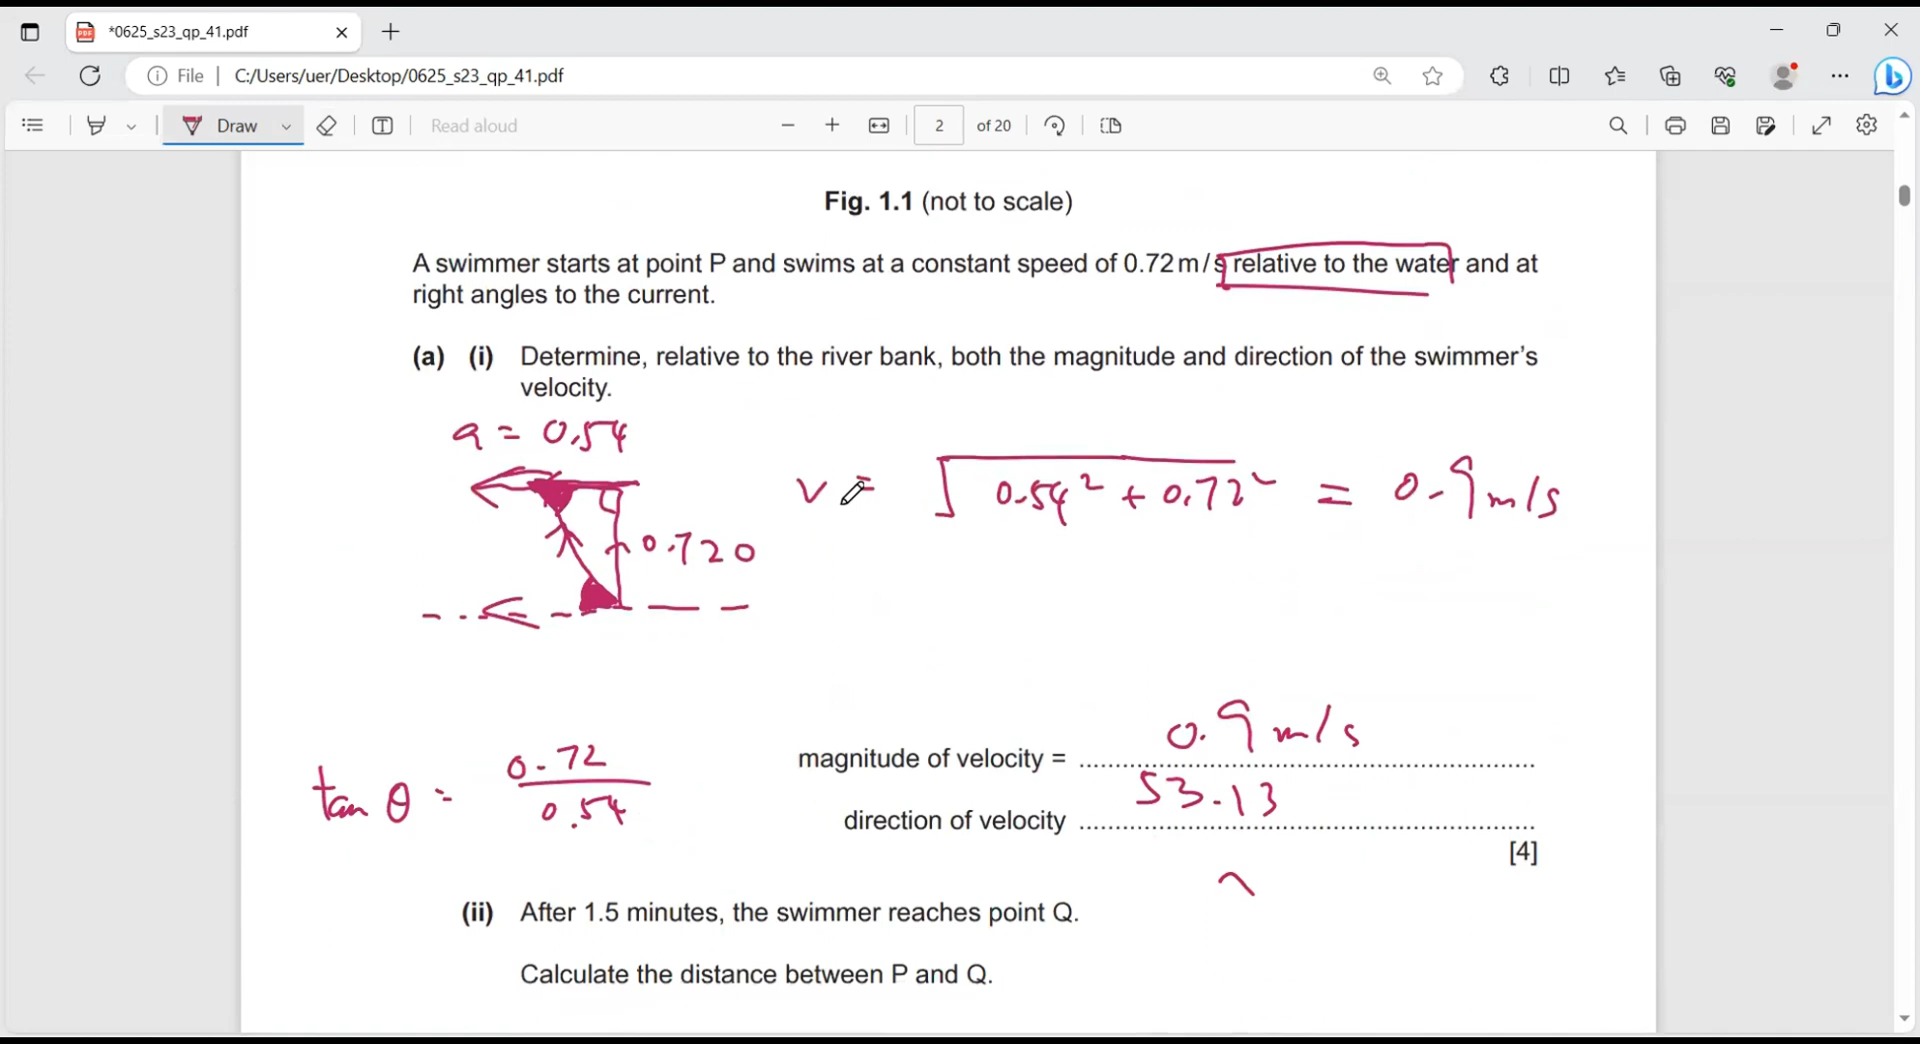 *0625_s23_qp_41.pdf
File | C:/Users/uer/Desktop/0625_s23_qp_41.pdf
Draw
Read aloud
2 of 20
Fig. 1.1 (not to scale)
A swimmer starts at point P and swims at a constant speed of 0.72 m/s relative to the water and at
right angles to the current.
(a) (i) Determine, relative to the river bank, both the magnitude and direction of the swimmer's
velocity.
a = 0.54
v = √0.54² + 0.72² = 0.9 m/s
0.720
0.9 m/s
magnitude of velocity = ..........
tan θ = 0.72
0.54
53.13
direction of velocity ..........
[4]
(ii) After 1.5 minutes, the swimmer reaches point Q.
Calculate the distance between P and Q.